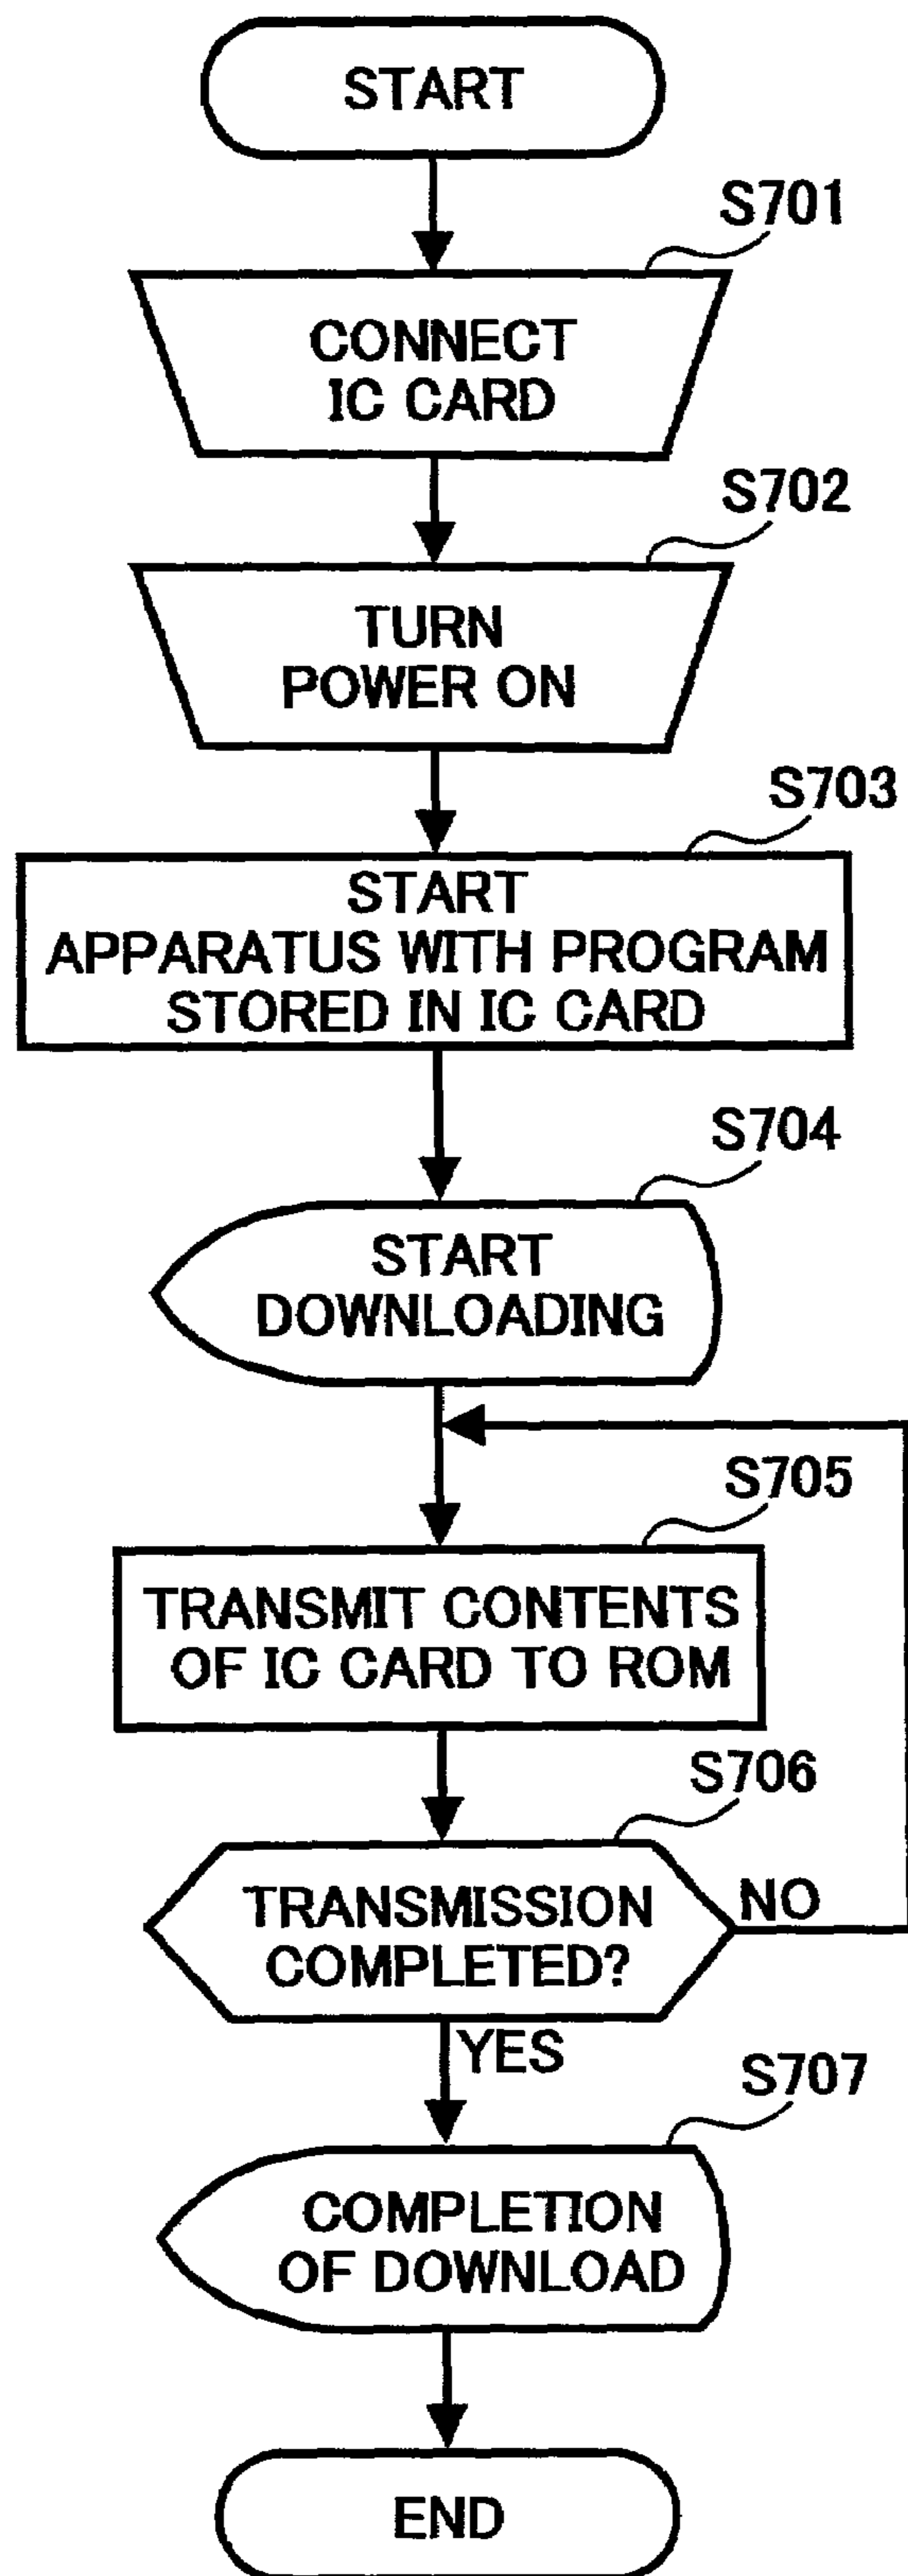 START
S701
CONNECT
IC CARD
S702
TURN
POWER ON
S703
START
APPARATUS WITH PROGRAM
STORED IN IC CARD
S704
START
DOWNLOADING
S705
TRANSMIT CONTENTS
OF IC CARD TO ROM
S706
TRANSMISSION
COMPLETED?
NO
YES
S707
COMPLETION
OF DOWNLOAD
END